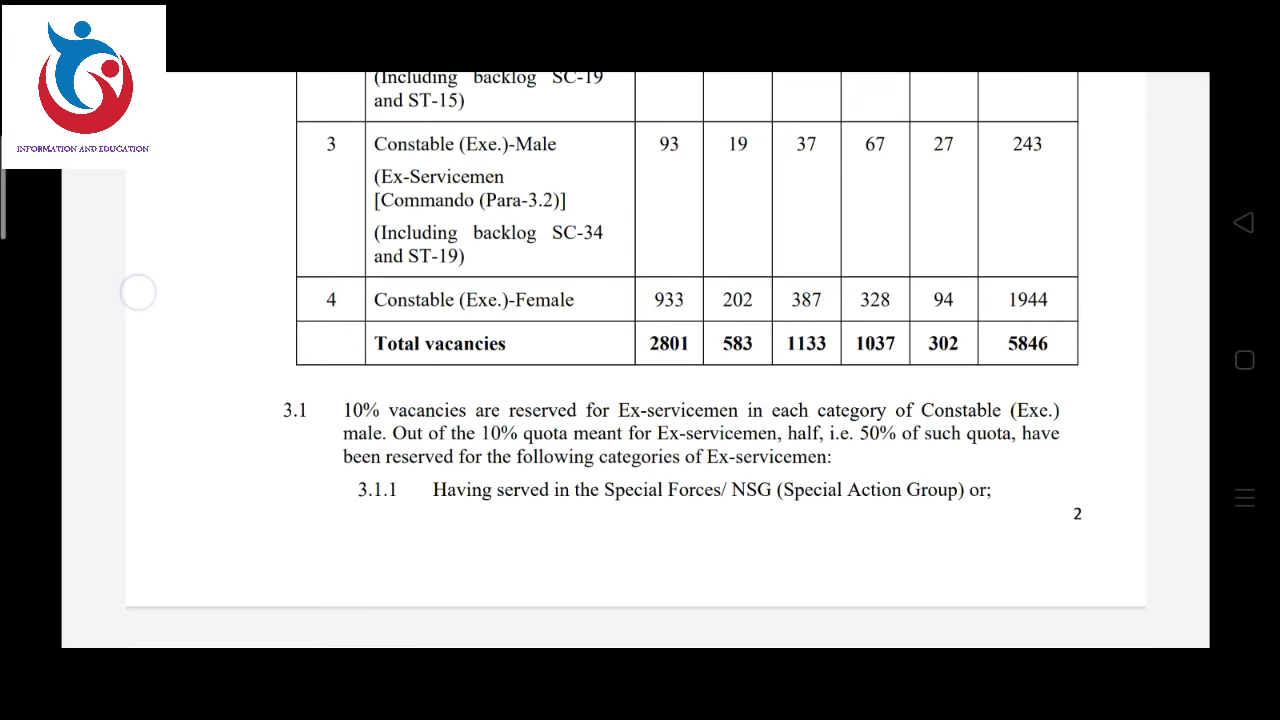 INFORMATION AND EDUCATION
(Including backlog SC-19
and ST-15)
3 Constable (Exe.)-Male 93 19 37 67 27 243
(Ex-Servicemen
[Commando (Para-3.2)]
(Including backlog SC-34
and ST-19)
4 Constable (Exe.)-Female 933 202 387 328 94 1944
Total vacancies 2801 583 1133 1037 302 5846
3.1 10% vacancies are reserved for Ex-servicemen in each category of Constable (Exe.)
male. Out of the 10% quota meant for Ex-servicemen, half, i.e. 50% of such quota, have
been reserved for the following categories of Ex-servicemen:
3.1.1 Having served in the Special Forces/ NSG (Special Action Group) or;
2